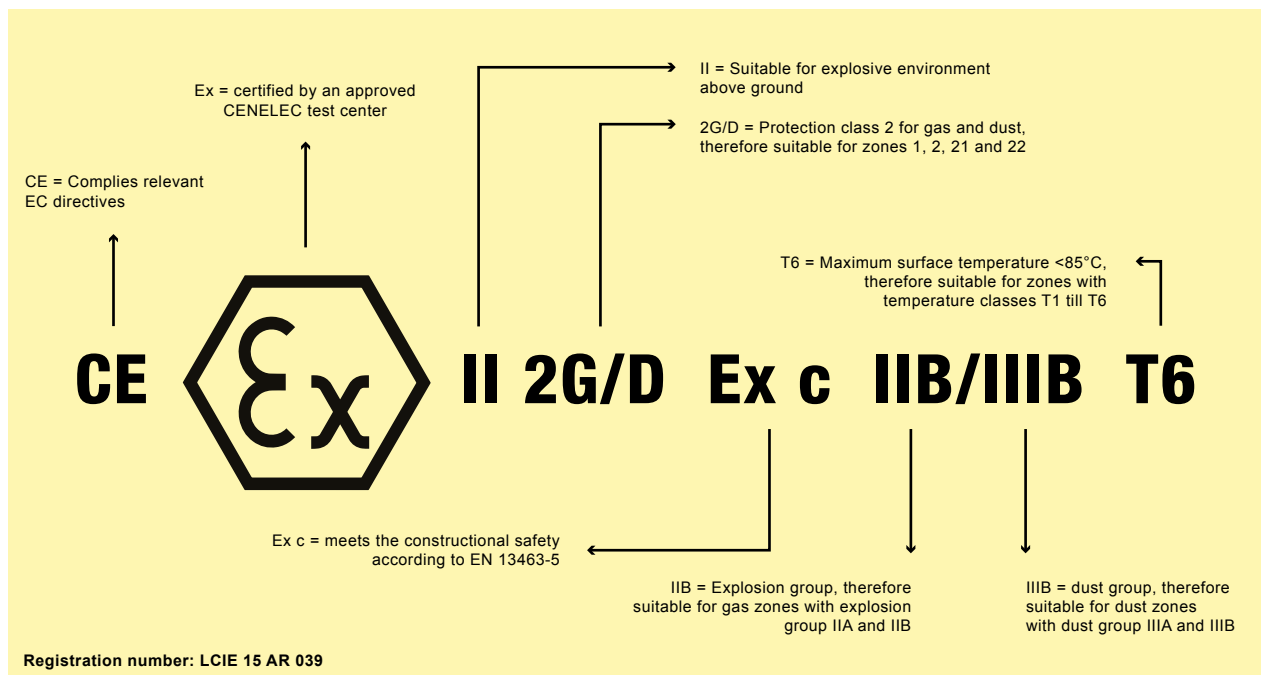 II = Suitable for explosive environment
above ground
Ex = certified by an approved
CENELEC test center
2G/D = Protection class 2 for gas and dust,
therefore suitable for zones 1, 2, 21 and 22
CE = Complies relevant
EC directives
T6 = Maximum surface temperature <85°C,
therefore suitable for zones with
temperature classes T1 till T6
CE Ex II 2G/D Ex c IIB/IIIB T6
Ex c = meets the constructional safety
according to EN 13463-5
IIB = Explosion group, therefore
suitable for gas zones with explosion
group IIA and IIB
IIIB = dust group, therefore
suitable for dust zones
with dust group IIIA and IIIB
Registration number: LCIE 15 AR 039